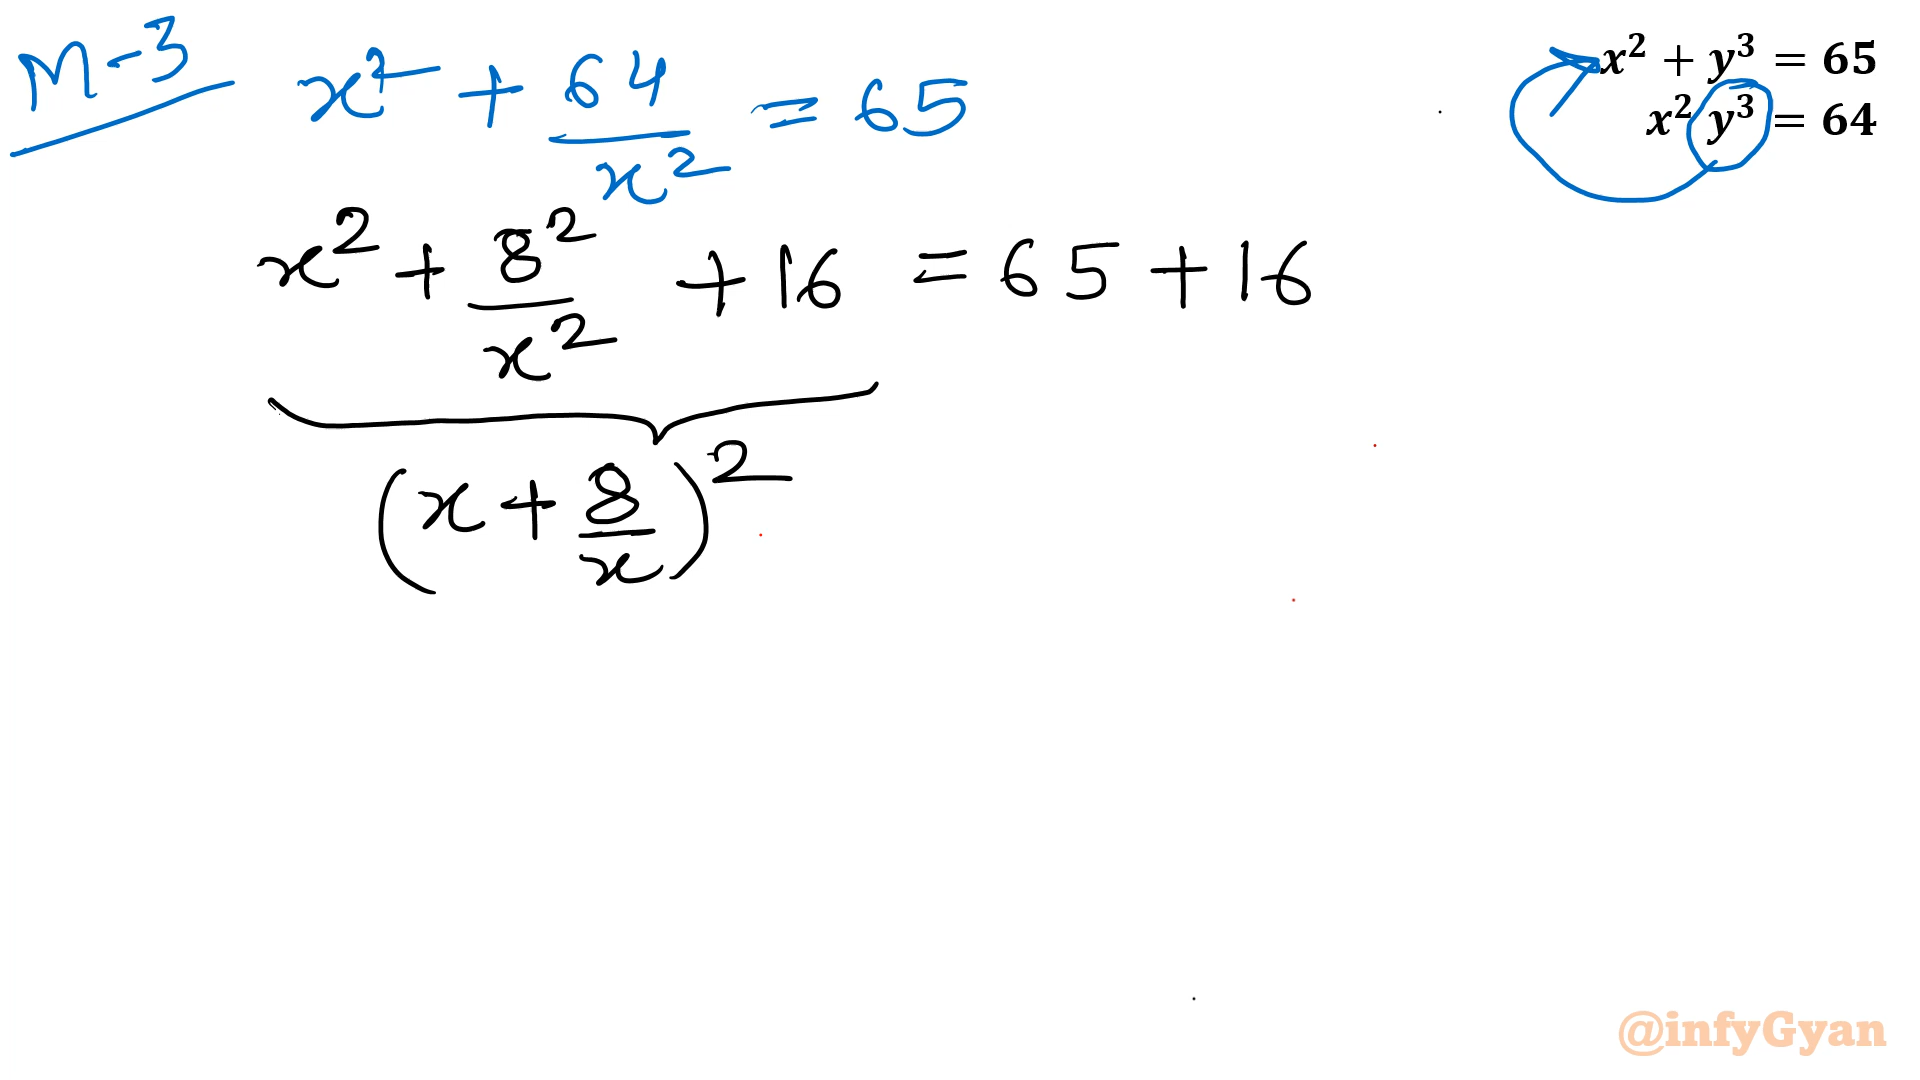 M-3
x² + 64/x² = 65
x² + y³ = 65
x² y³ = 64
x² + 8²/x² + 16 = 65 + 16
(x + 8/x)²
@infyGyan